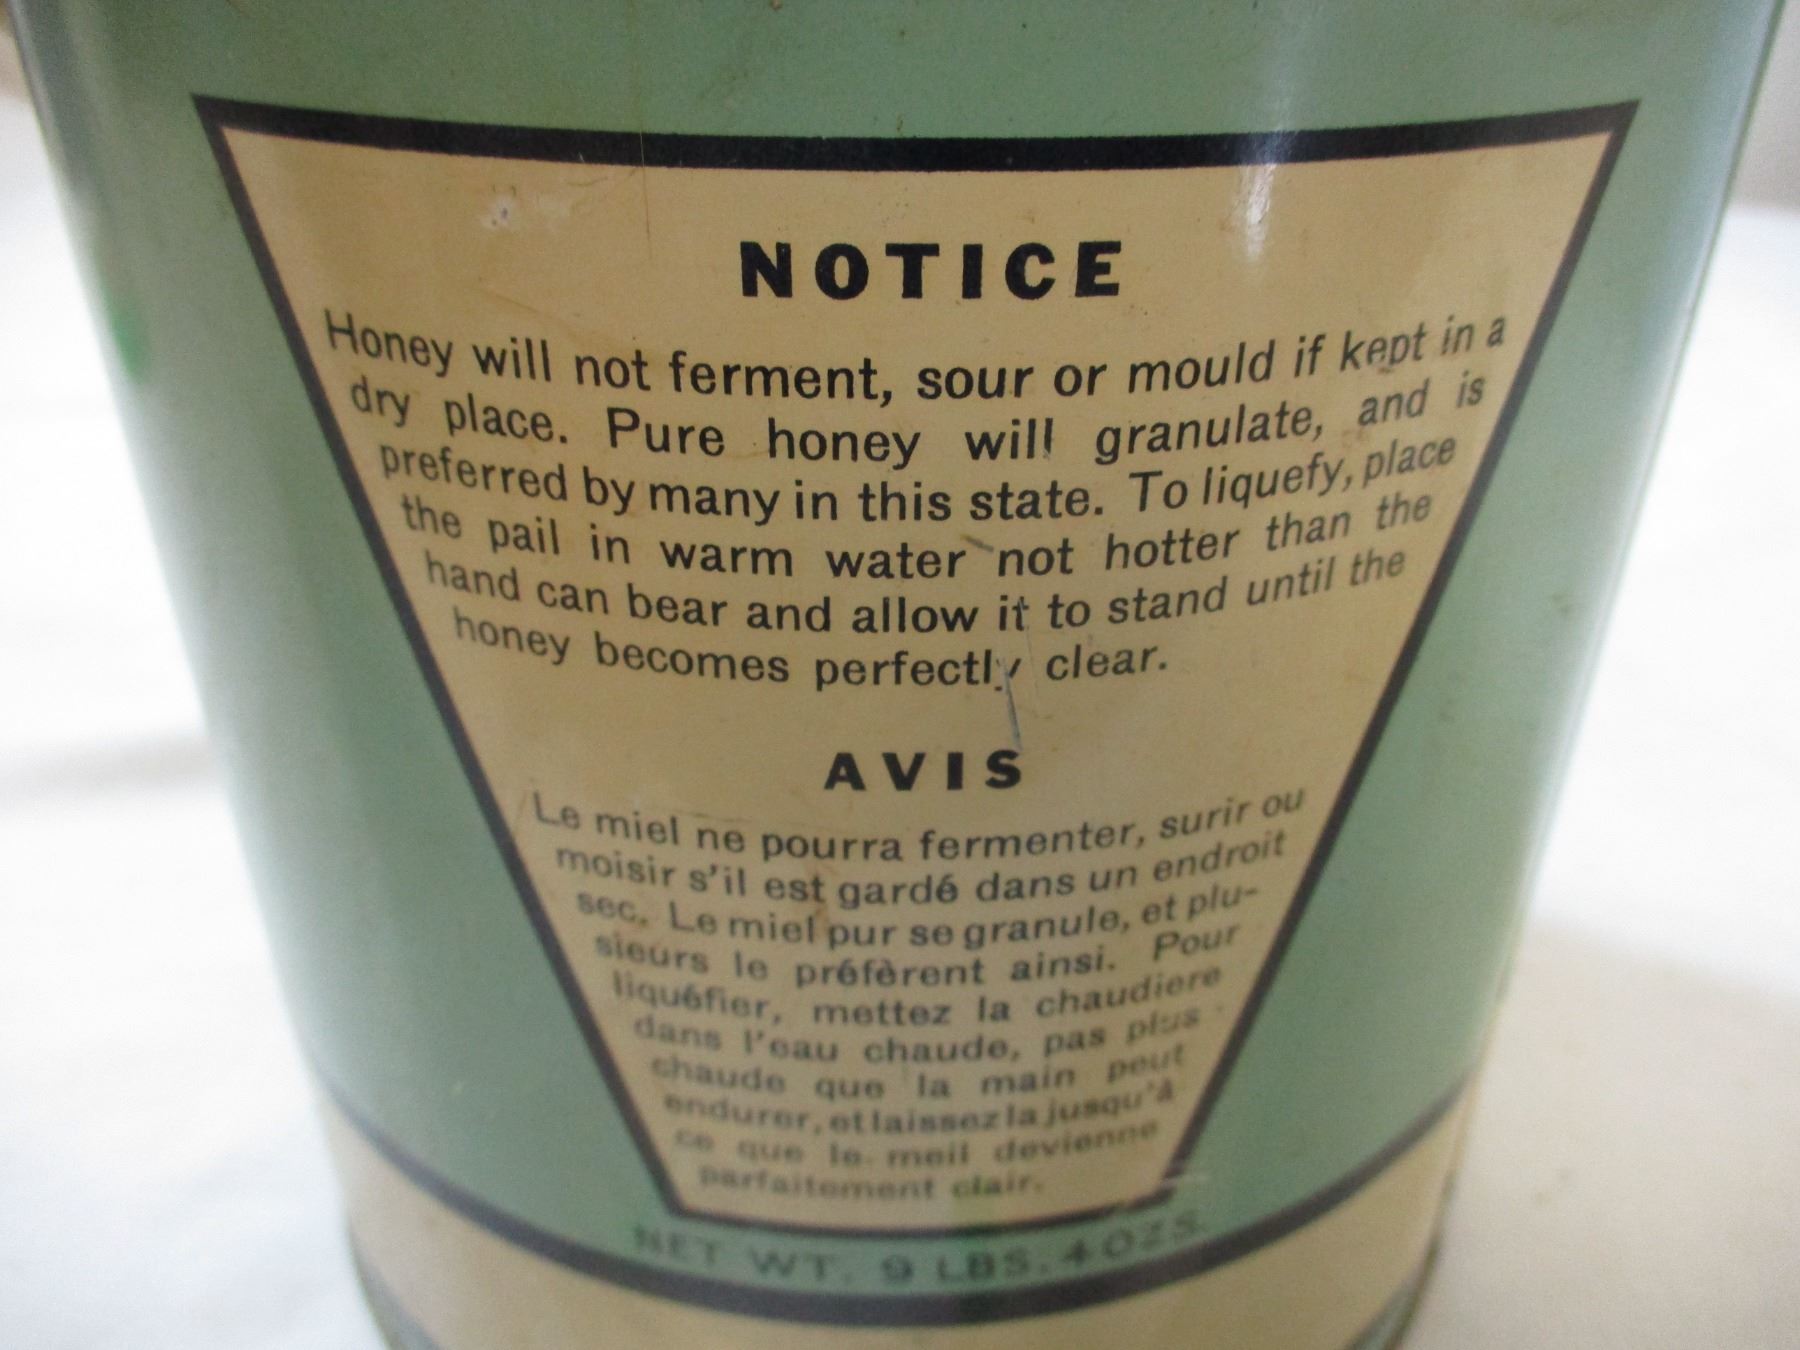 NOTICE
Honey will not ferment, sour or mould if kept in a
dry place. Pure honey will granulate, and is
preferred by many in this state. To liquefy, place
the pail in warm water not hotter than the
hand can bear and allow it to stand until the
honey becomes perfectly clear.
AVIS
Le miel ne pourra fermenter, surir ou
moisir s'il est gardé dans un endroit
sec. Le miel pur se granule, et plu-
sieurs le préfèrent ainsi. Pour
liquéfier, mettez la chaudiere
dans l'eau chaude, pas plus
chaude que la main peut
endurer, et laissez la jusqu'à
ce que le meil devienne
parfaitement clair.
NET WT. 9 LBS. 4 OZS.